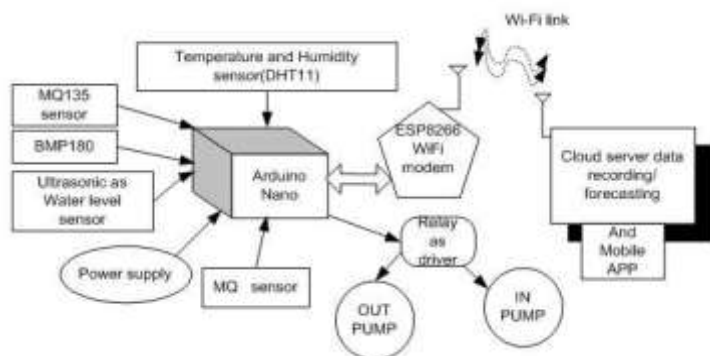 Wi-Fi link
Temperature and Humidity
sensor(DHT11)
MQ135
sensor
BMP180
Ultrasonic as
Water level
sensor
Power supply
MQ sensor
Arduino
Nano
ESP8266
WiFi
modem
Relay as
driver
OUT
PUMP
IN
PUMP
Cloud server data
recording/
forecasting
And
Mobile
APP